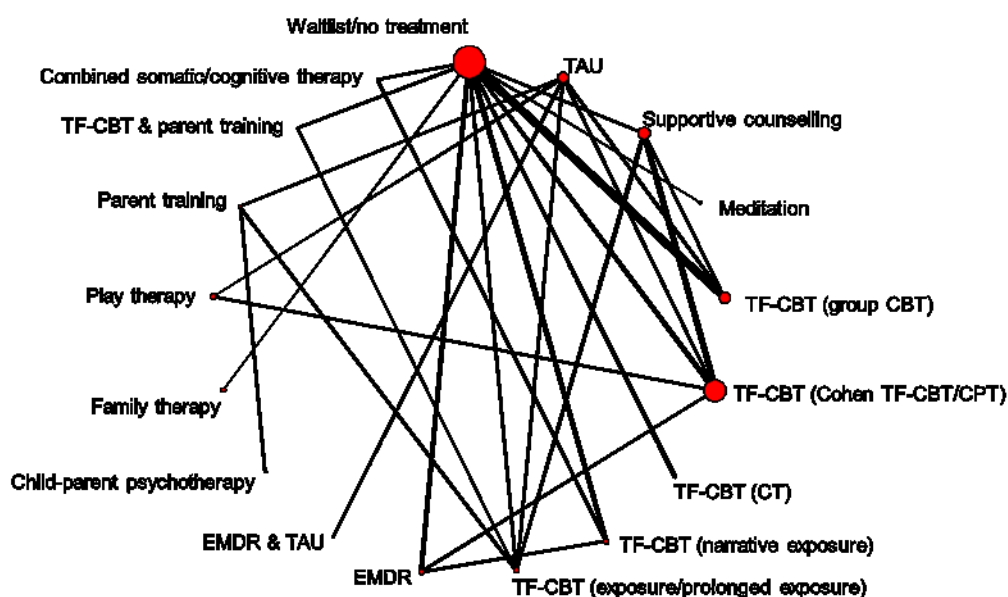 Waitlist/no treatment
TAU
Combined somatic/cognitive therapy
Supportive counselling
TF-CBT & parent training
Parent training
Meditation
Play therapy
TF-CBT (group CBT)
TF-CBT (Cohen TF-CBT/CPT)
Family therapy
Child-parent psychotherapy
TF-CBT (CT)
EMDR & TAU
TF-CBT (narrative exposure)
EMDR
TF-CBT (exposure/prolonged exposure)